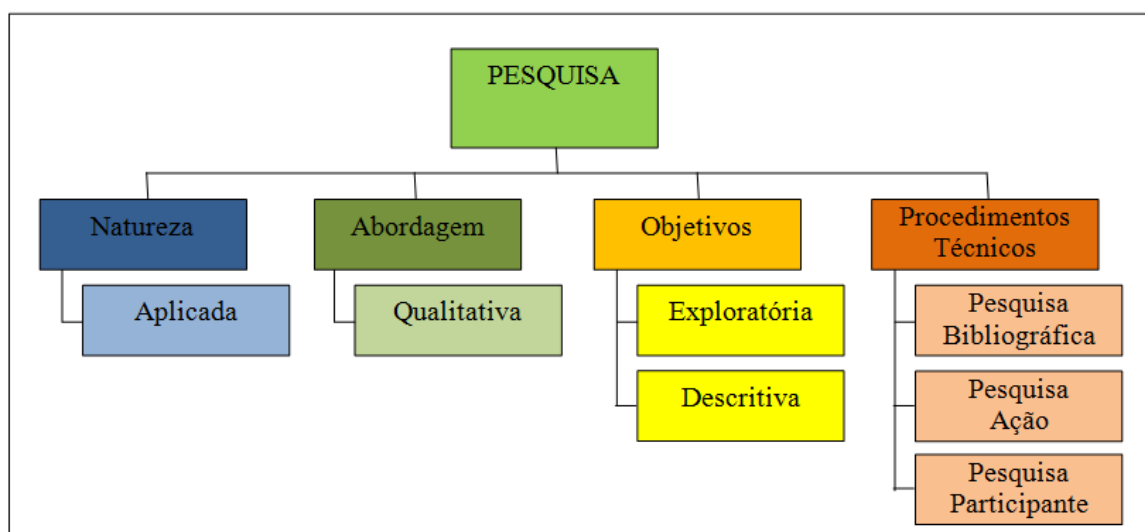 PESQUISA
Natureza
Aplicada
Abordagem
Qualitativa
Objetivos
Exploratória
Descritiva
Procedimentos
Técnicos
Pesquisa
Bibliográfica
Pesquisa
Ação
Pesquisa
Participante